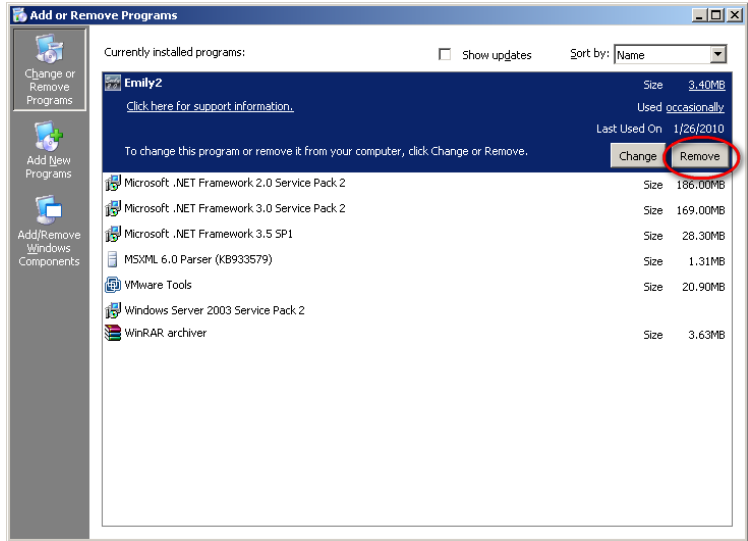 Add or Remove Programs
Change or
Remove
Programs
Add New
Programs
Add/Remove
Windows
Components
Currently installed programs:
Show updates
Sort by: Name
Emily2
Size 3.40MB
Click here for support information.
Used occasionally
Last Used On 1/26/2010
To change this program or remove it from your computer, click Change or Remove.
Change Remove
Microsoft .NET Framework 2.0 Service Pack 2 Size 186.00MB
Microsoft .NET Framework 3.0 Service Pack 2 Size 169.00MB
Microsoft .NET Framework 3.5 SP1 Size 28.30MB
MSXML 6.0 Parser (KB933579) Size 1.31MB
VMware Tools Size 20.90MB
Windows Server 2003 Service Pack 2
WinRAR archiver Size 3.63MB